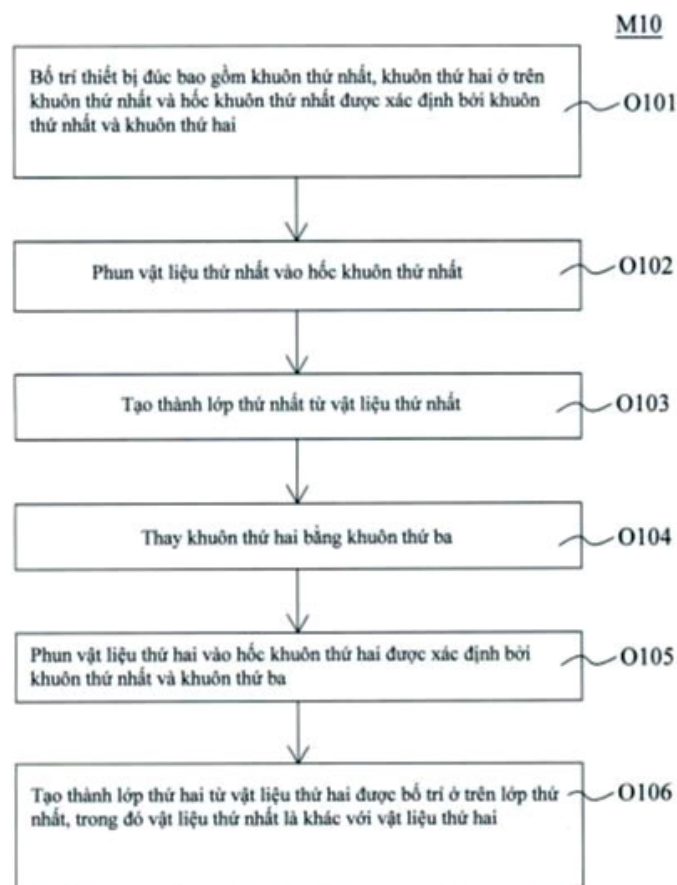 M10
Bố trí thiết bị đúc bao gồm khuôn thứ nhất, khuôn thứ hai ở trên
khuôn thứ nhất và hốc khuôn thứ nhất được xác định bởi khuôn
thứ nhất và khuôn thứ hai
O101
Phun vật liệu thứ nhất vào hốc khuôn thứ nhất
O102
Tạo thành lớp thứ nhất từ vật liệu thứ nhất
O103
Thay khuôn thứ hai bằng khuôn thứ ba
O104
Phun vật liệu thứ hai vào hốc khuôn thứ hai được xác định bởi
khuôn thứ nhất và khuôn thứ ba
O105
Tạo thành lớp thứ hai từ vật liệu thứ hai được bố trí ở trên lớp thứ
nhất, trong đó vật liệu thứ nhất là khác với vật liệu thứ hai
O106